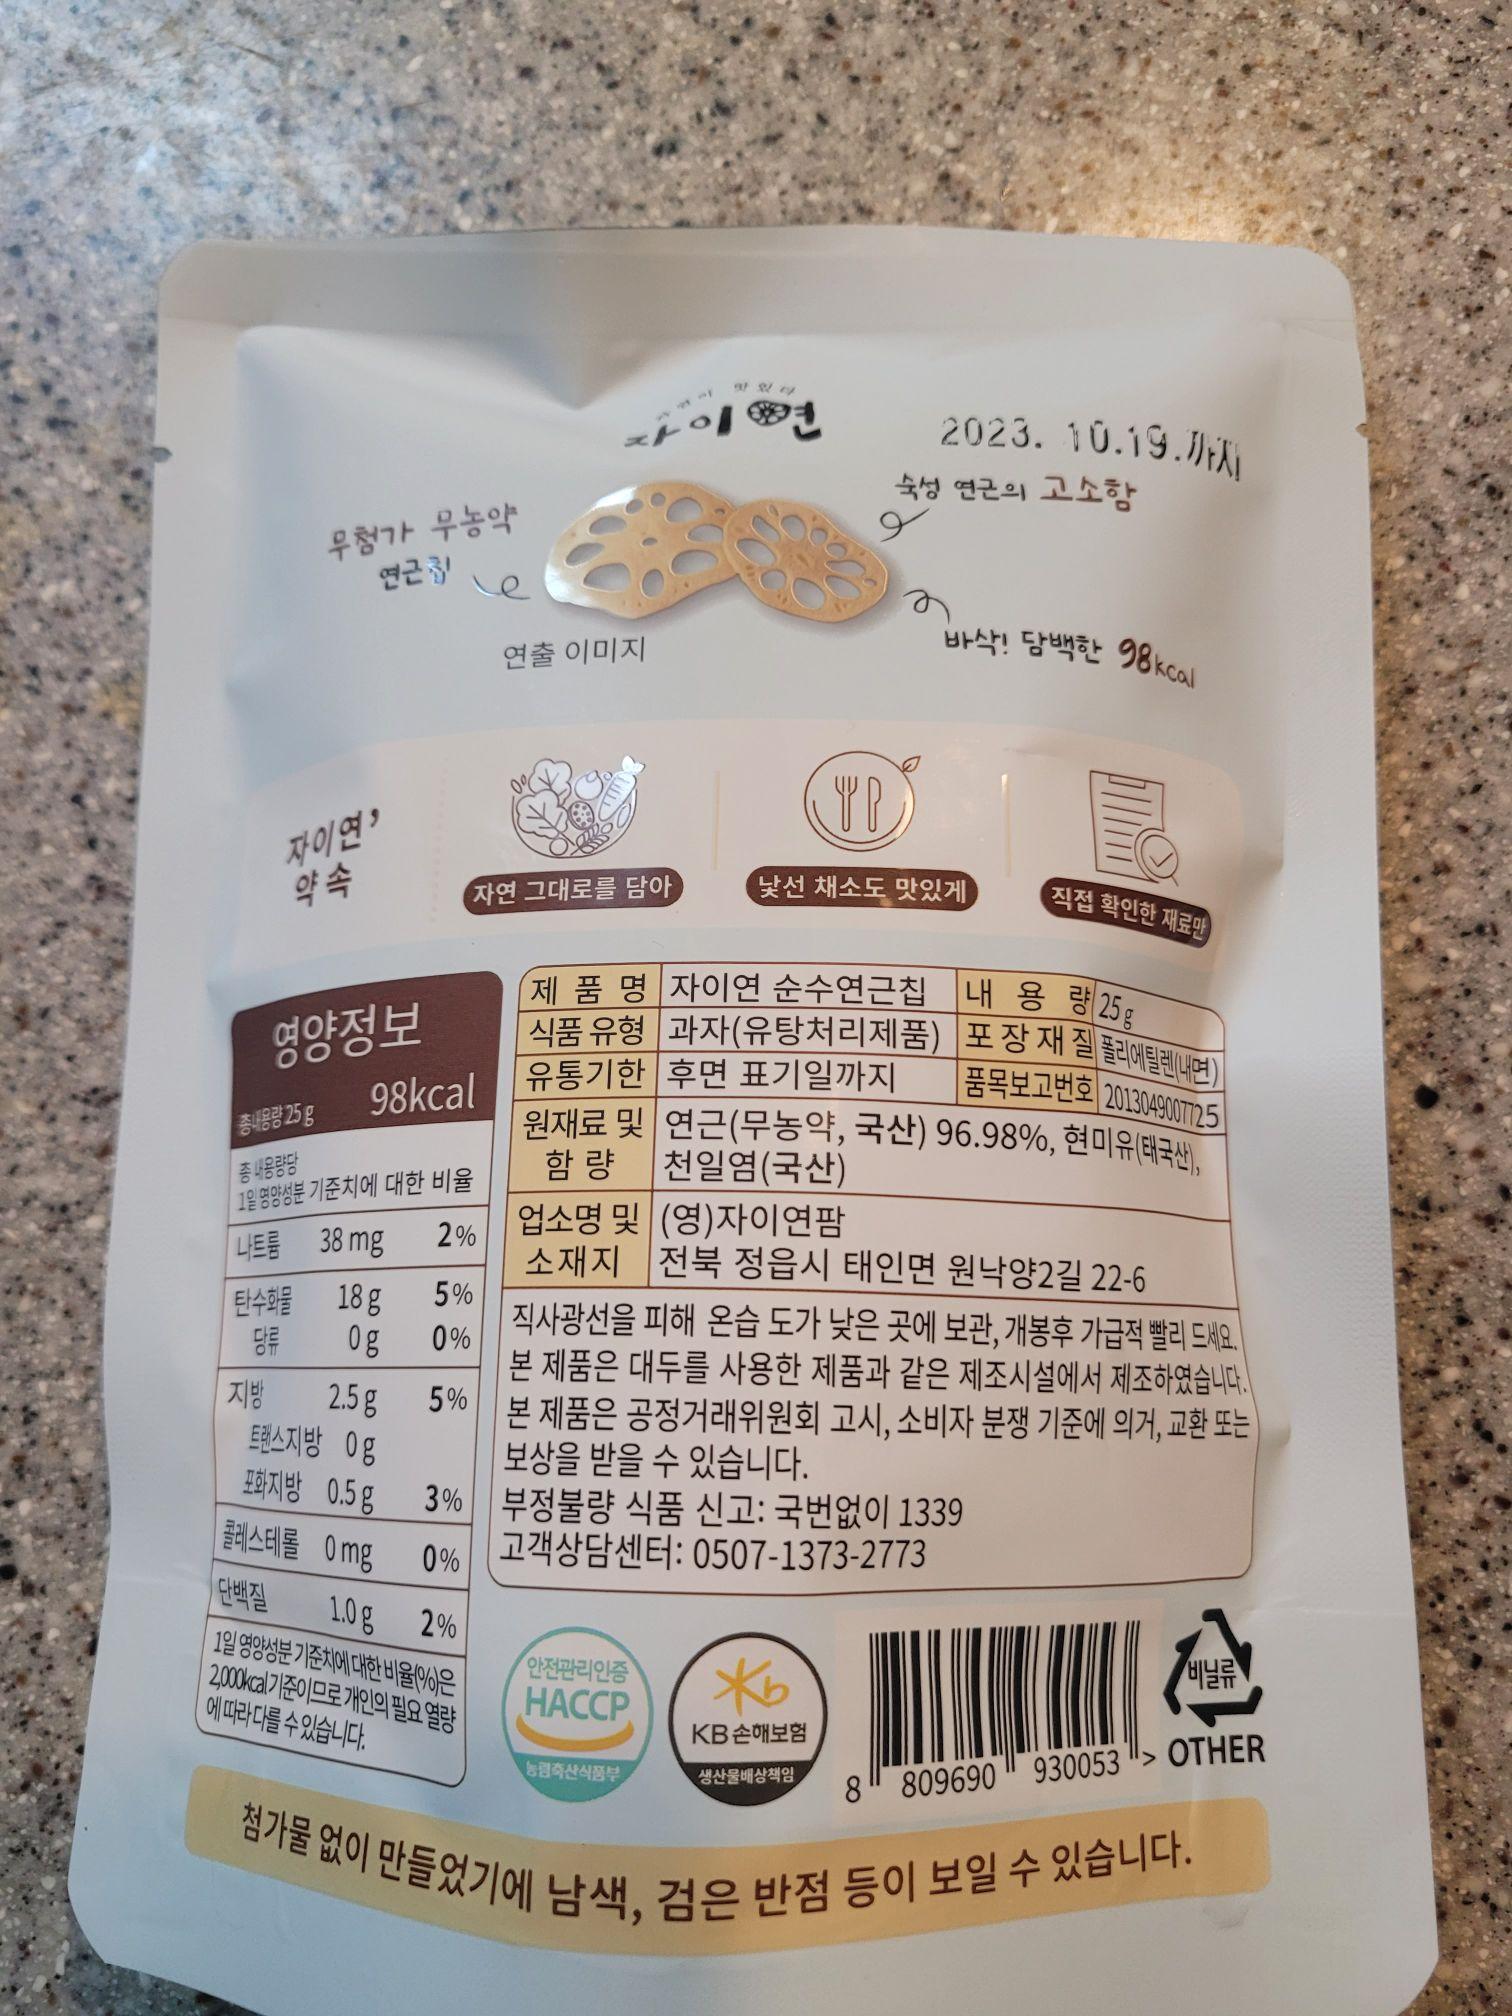 자연이 맛있다
자이연
2023. 10.19.까지
무첨가 무농약
연근칩
숙성 연근의 고소함
바삭! 담백한 98kcal
연출 이미지
자이연’
약속
자연 그대로를 담아
낯선 채소도 맛있게
직접 확인한 재료만
영양정보
총 내용량 25 g 98kcal
총 내용량당
1일 영양성분 기준치에 대한 비율
나트륨 38 mg 2%
탄수화물 18 g 5%
당류 0 g 0%
지방 2.5 g 5%
트랜스지방 0 g
포화지방 0.5 g 3%
콜레스테롤 0 mg 0%
단백질 1.0 g 2%
1일 영양성분 기준치에 대한 비율(%)은
2,000kcal 기준이므로 개인의 필요 열량
에 따라 다를 수 있습니다.
제 품 명 자이연 순수연근칩 내 용 량 25 g
식품 유형 과자(유탕처리제품) 포 장 재 질 폴리에틸렌(내면)
유통기한 후면 표기일까지 품목보고번호 2013049007725
원재료 및 연근(무농약, 국산) 96.98%, 현미유(태국산),
함 량 천일염(국산)
업소명 및 (영)자이연팜
소재지 전북 정읍시 태인면 원낙양2길 22-6
직사광선을 피해 온습 도가 낮은 곳에 보관, 개봉후 가급적 빨리 드세요.
본 제품은 대두를 사용한 제품과 같은 제조시설에서 제조하였습니다.
본 제품은 공정거래위원회 고시, 소비자 분쟁 기준에 의거, 교환 또는
보상을 받을 수 있습니다.
부정불량 식품 신고: 국번없이 1339
고객상담센터: 0507-1373-2773
안전관리인증
HACCP
농림축산식품부
KB 손해보험
생산물배상책임
8 809690 930053 >
비닐류
OTHER
첨가물 없이 만들었기에 남색, 검은 반점 등이 보일 수 있습니다.